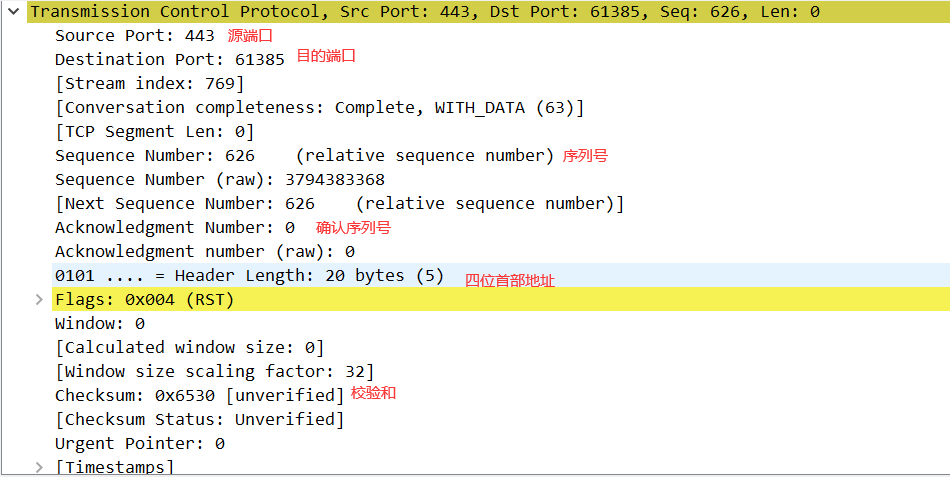 Transmission Control Protocol, Src Port: 443, Dst Port: 61385, Seq: 626, Len: 0
Source Port: 443 源端口
Destination Port: 61385 目的端口
[Stream index: 769]
[Conversation completeness: Complete, WITH_DATA (63)]
[TCP Segment Len: 0]
Sequence Number: 626    (relative sequence number) 序列号
Sequence Number (raw): 3794383368
[Next Sequence Number: 626    (relative sequence number)]
Acknowledgment Number: 0 确认序列号
Acknowledgment number (raw): 0
0101 .... = Header Length: 20 bytes (5) 四位首部地址
Flags: 0x004 (RST)
Window: 0
[Calculated window size: 0]
[Window size scaling factor: 32]
Checksum: 0x6530 [unverified] 校验和
[Checksum Status: Unverified]
Urgent Pointer: 0
[Timestamps]